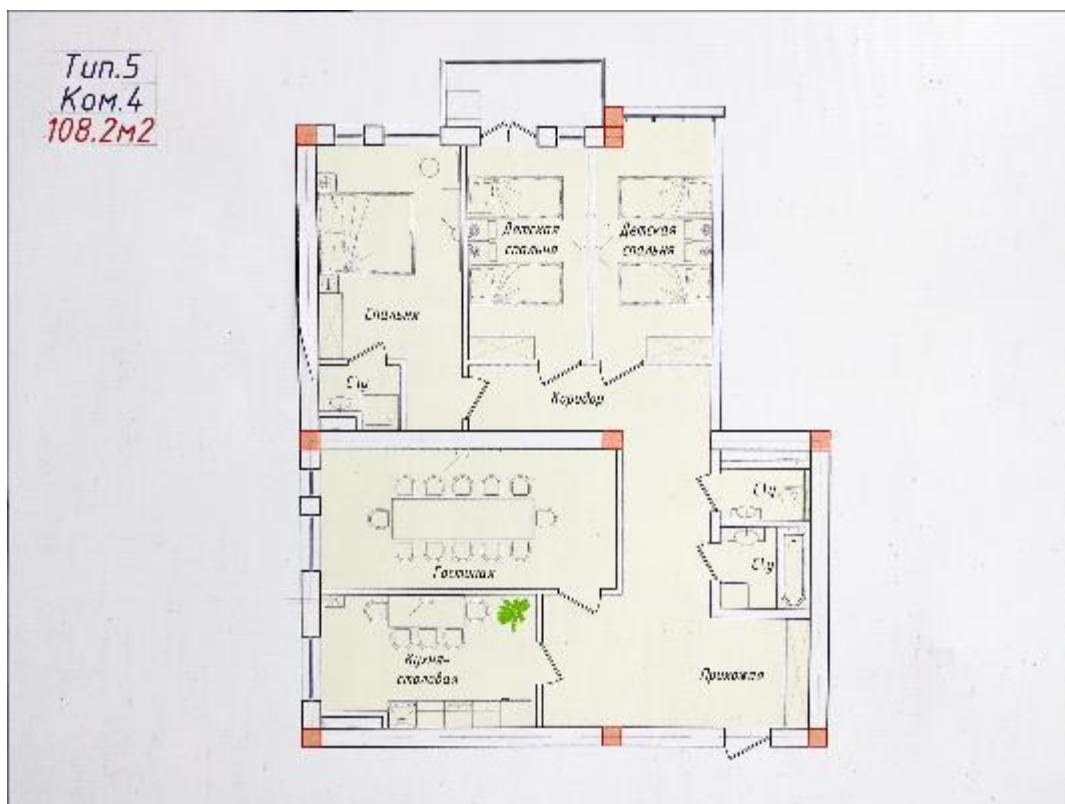 Тип.5
Ком.4
108.2м2
Детская
спальня
Детская
спальня
Спальня
С/у
Коридор
С/у
Гостиная
С/у
Кухня-
столовая
Прихожая